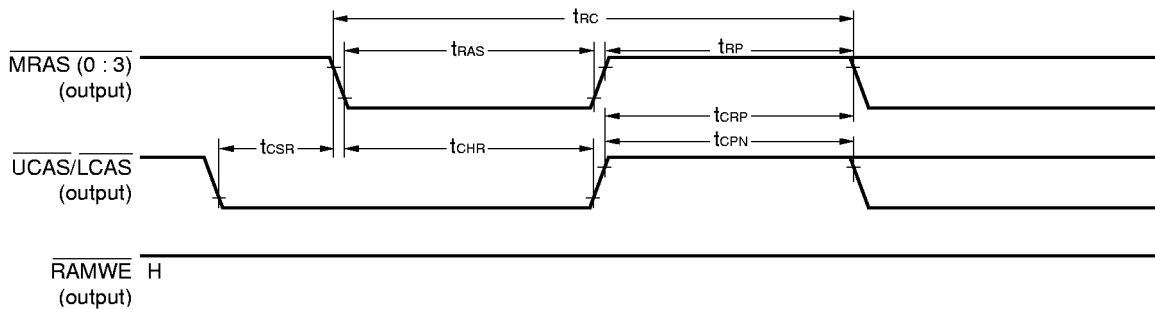 tRC
tRAS
tRP
MRAS (0 : 3)
(output)
tCRP
tCSR
tCHR
tCPN
UCAS/LCAS
(output)
RAMWE H
(output)